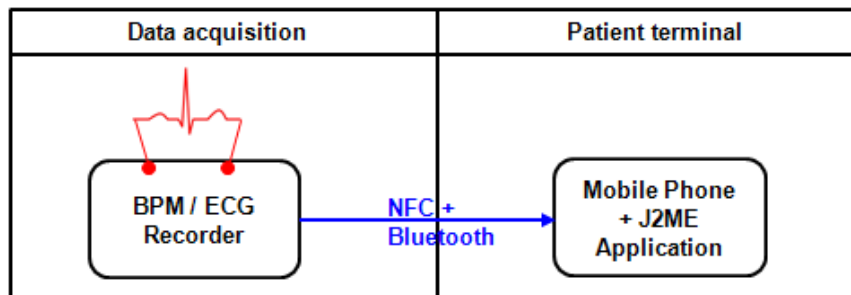 Data acquisition
Patient terminal
BPM / ECG
Recorder
NFC +
Bluetooth
Mobile Phone
+ J2ME
Application